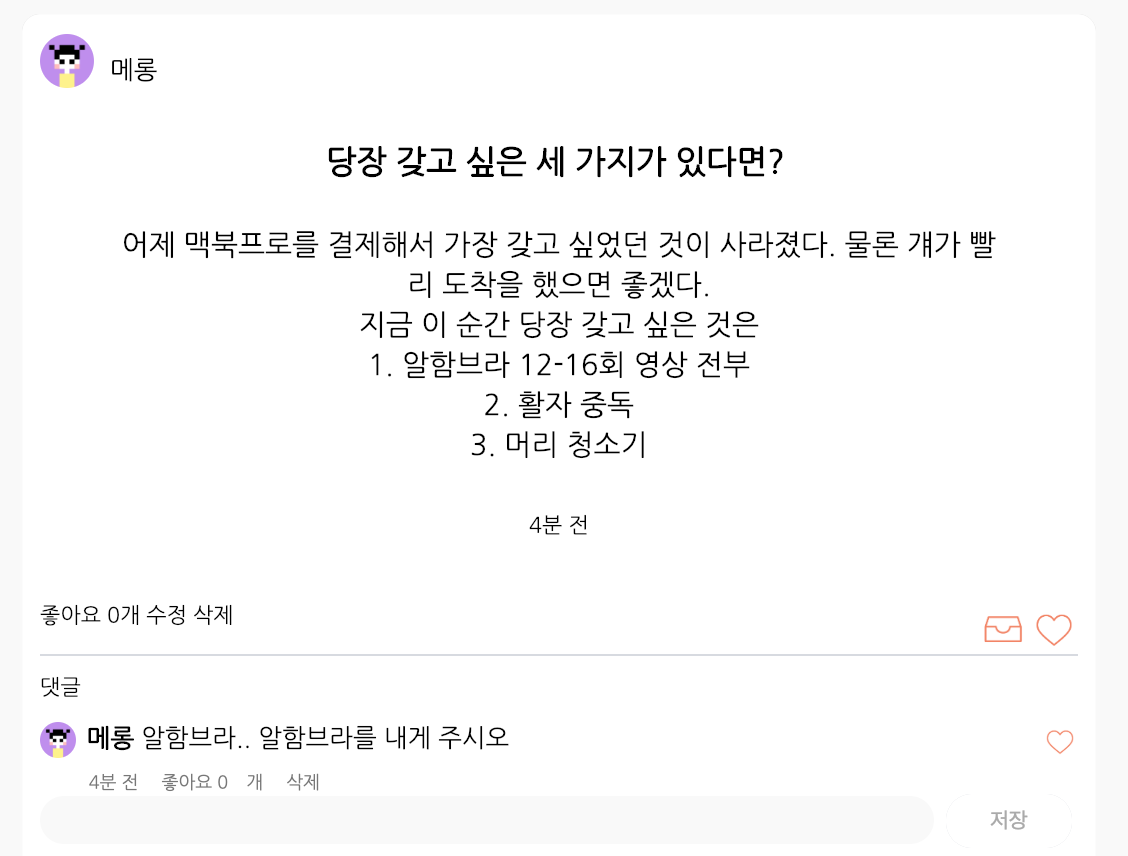 메롱
당장 갖고 싶은 세 가지가 있다면?
어제 맥북프로를 결제해서 가장 갖고 싶었던 것이 사라졌다. 물론 걔가 빨
리 도착을 했으면 좋겠다.
지금 이 순간 당장 갖고 싶은 것은
1. 알함브라 12-16회 영상 전부
2. 활자 중독
3. 머리 청소기
4분 전
좋아요 0개 수정 삭제
댓글
메롱 알함브라.. 알함브라를 내게 주시오
4분 전 좋아요 0 개 삭제
저장